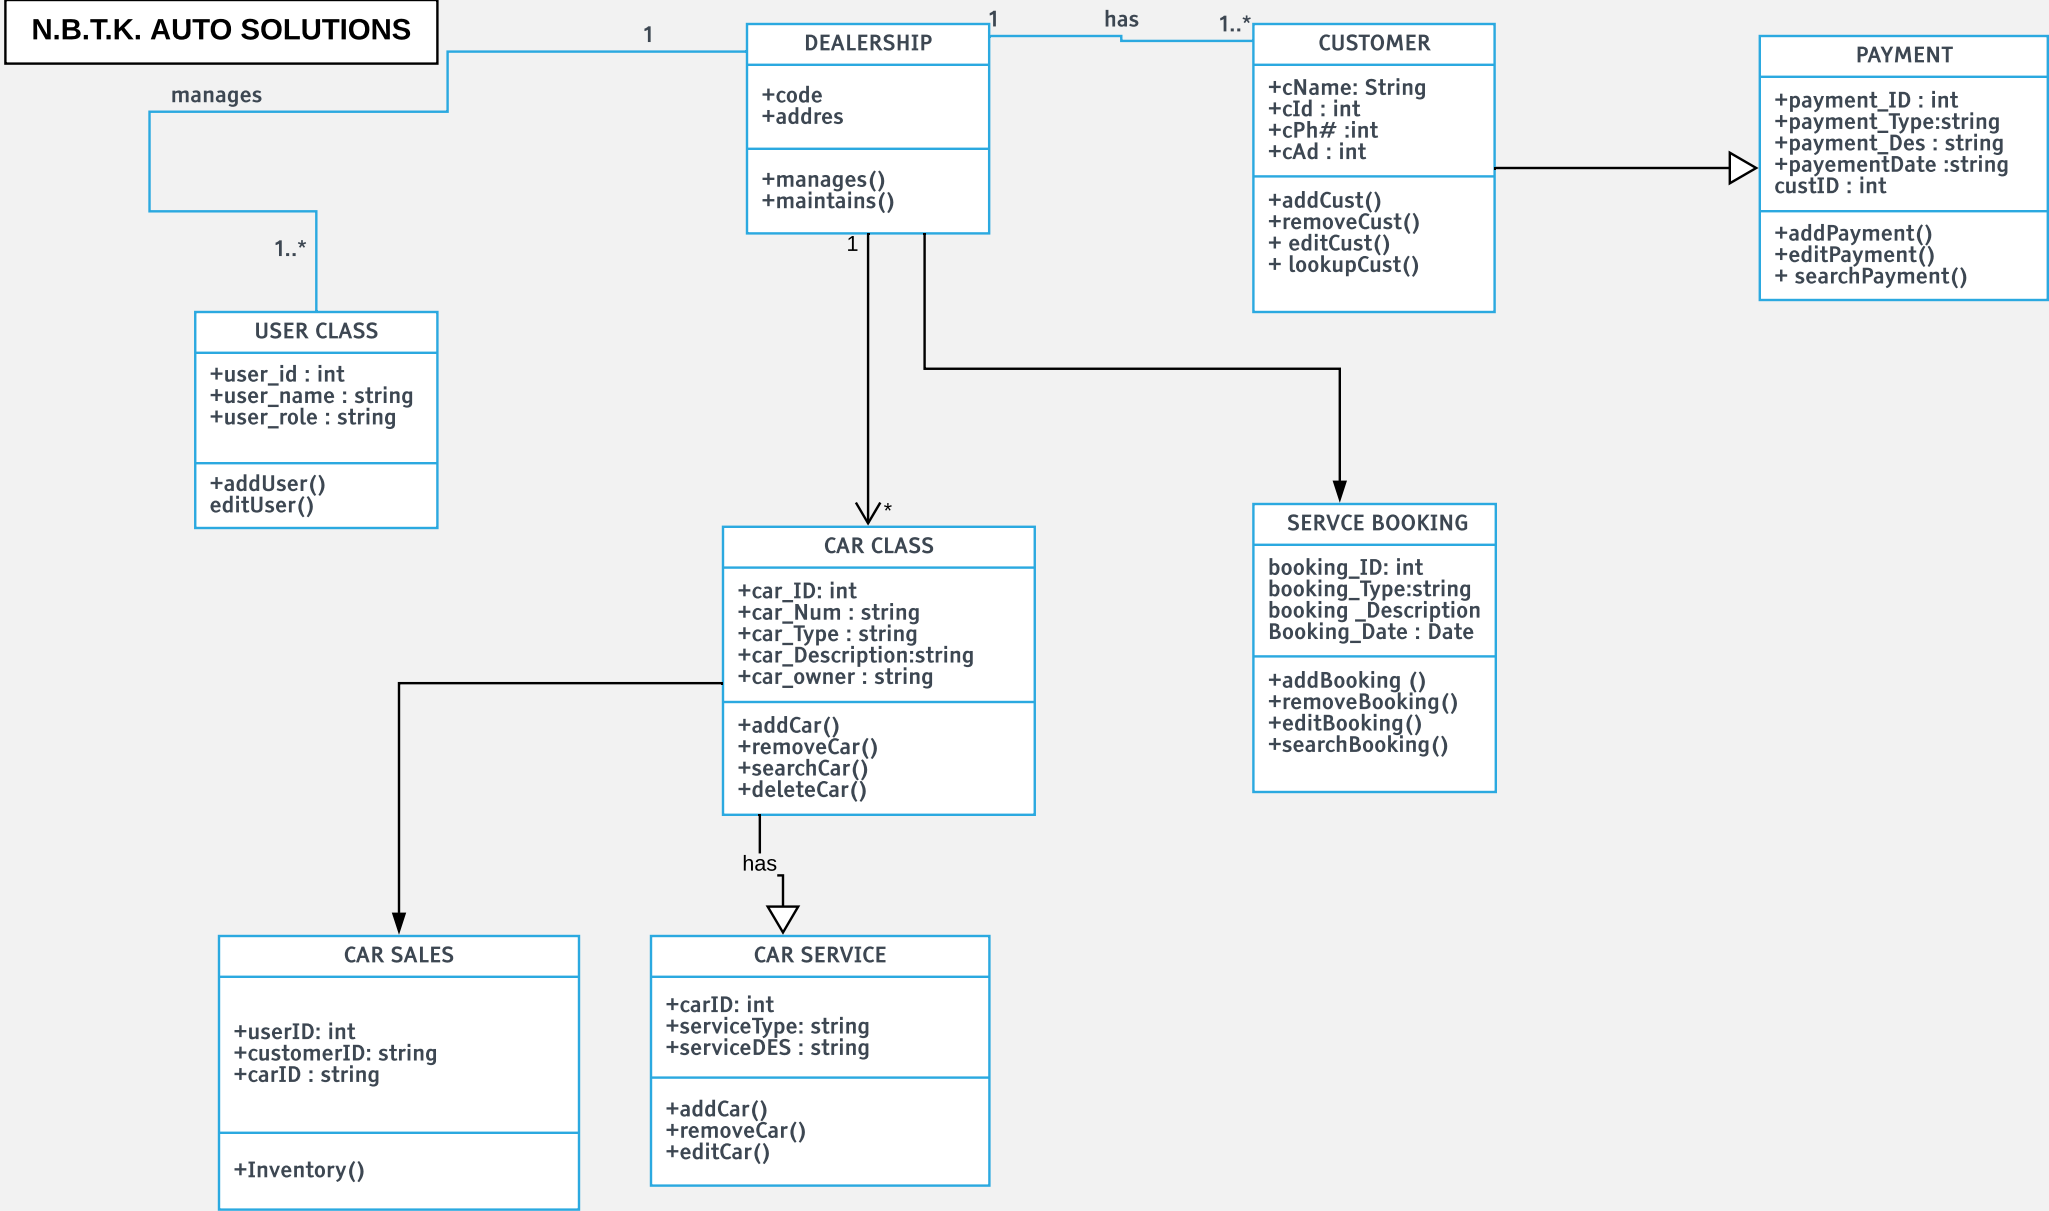 N.B.T.K. AUTO SOLUTIONS
manages
1
1..*
DEALERSHIP
+code
+addres
+manages()
+maintains()
1
has
1..*
CUSTOMER
+cName: String
+cId : int
+cPh# :int
+cAd : int
+addCust()
+removeCust()
+ editCust()
+ lookupCust()
PAYMENT
+payment_ID : int
+payment_Type:string
+payment_Des : string
+payementDate :string
custID : int
+addPayment()
+editPayment()
+ searchPayment()
USER CLASS
+user_id : int
+user_name : string
+user_role : string
+addUser()
editUser()
1
*
CAR CLASS
+car_ID: int
+car_Num : string
+car_Type : string
+car_Description:string
+car_owner : string
+addCar()
+removeCar()
+searchCar()
+deleteCar()
SERVCE BOOKING
booking_ID: int
booking_Type:string
booking _Description
Booking_Date : Date
+addBooking ()
+removeBooking()
+editBooking()
+searchBooking()
has
CAR SALES
+userID: int
+customerID: string
+carID : string
+Inventory()
CAR SERVICE
+carID: int
+serviceType: string
+serviceDES : string
+addCar()
+removeCar()
+editCar()